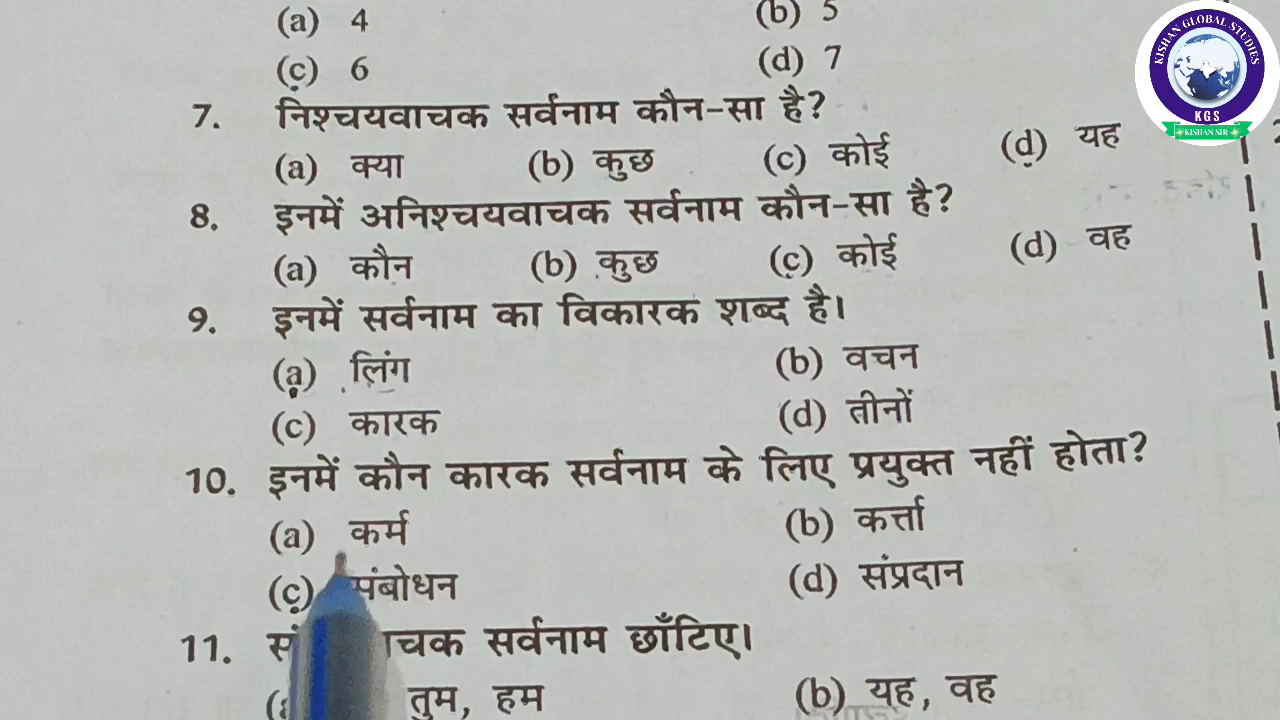 (a) 4 (b) 5
(c) 6 (d) 7
7. निश्चयवाचक सर्वनाम कौन-सा है?
(a) क्या (b) कुछ (c) कोई (d) यह
8. इनमें अनिश्चयवाचक सर्वनाम कौन-सा है?
(a) कौन (b) कुछ (c) कोई (d) वह
9. इनमें सर्वनाम का विकारक शब्द है।
(a) लिंग (b) वचन
(c) कारक (d) तीनों
10. इनमें कौन कारक सर्वनाम के लिए प्रयुक्त नहीं होता?
(a) कर्म (b) कर्त्ता
(c) संबोधन (d) संप्रदान
11. सर्वनाम छाँटिए।
तुम, हम (b) यह, वह
KISHAN GLOBAL STUDIES
KGS
KISHAN SIR